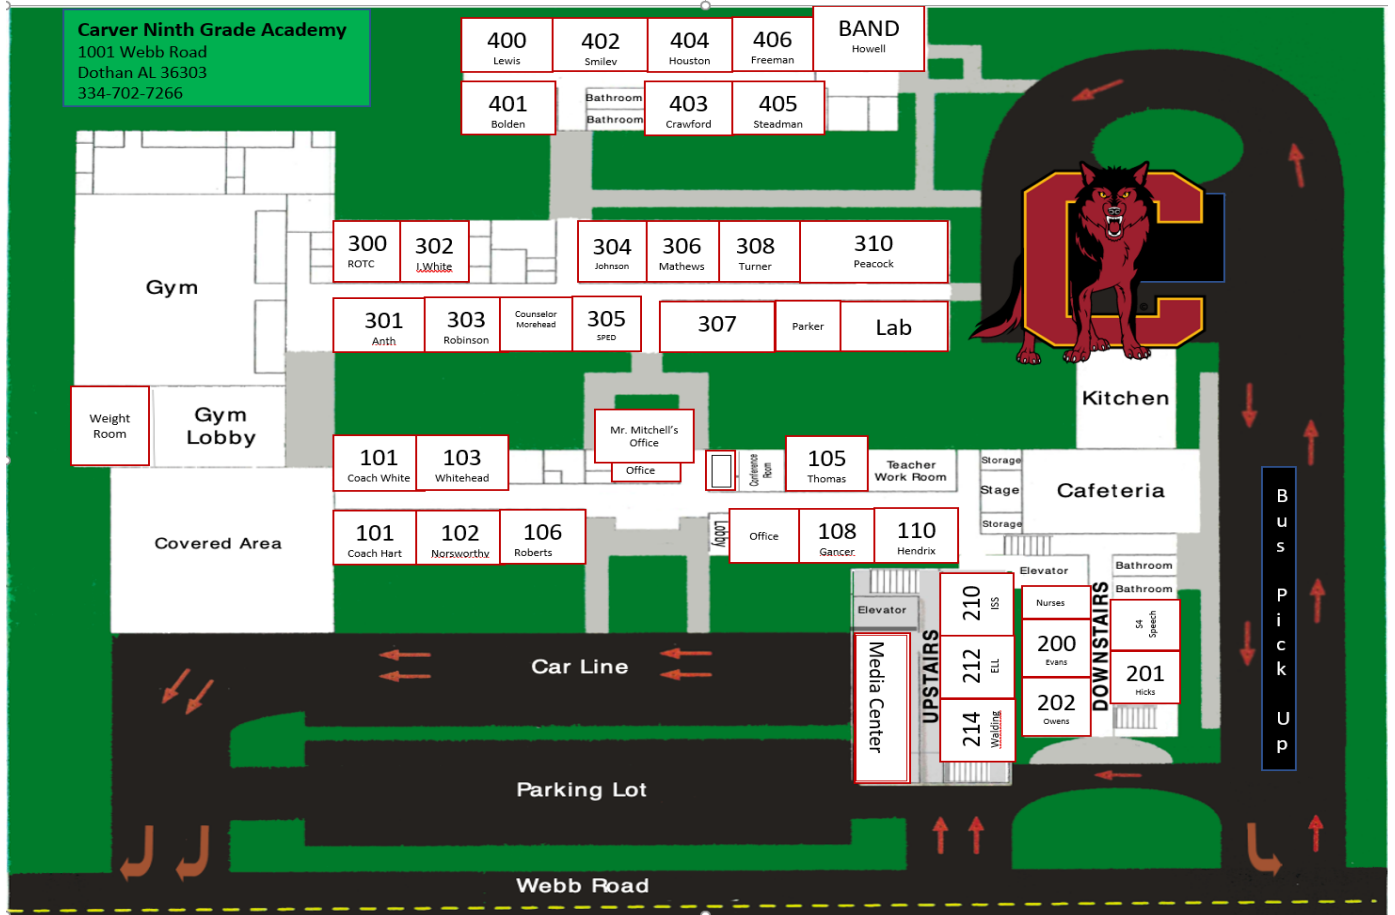 Carver Ninth Grade Academy
1001 Webb Road
Dothan AL 36303
334-702-7266
400
Lewis
402
Smilev
404
Houston
406
Freeman
BAND
Howell
401
Bolden
Bathroom
Bathroom
403
Crawford
405
Steadman
Gym
300
ROTC
302
J.White
304
Johnson
306
Mathews
308
Turner
310
Peacock
301
Anth
303
Robinson
Counselor
Morehead
305
SPED
307
Parker
Lab
Weight
Room
Gym
Lobby
Mr. Mitchell's
Office
Office
Kitchen
101
Coach White
103
Whitehead
Conference
Room
105
Thomas
Teacher
Work Room
Storage
Stage
Storage
Cafeteria
Covered Area
101
Coach Hart
102
Norsworthy
106
Roberts
Lobby
Office
108
Gancer
110
Hendrix
Elevator
Elevator
Bathroom
Bathroom
Media Center
UPSTAIRS
210
ISS
212
ELL
214
Walding
Nurses
200
Evans
202
Owens
DOWNSTAIRS
S4
Speech
201
Hicks
Bus Pick Up
Car Line
Parking Lot
Webb Road